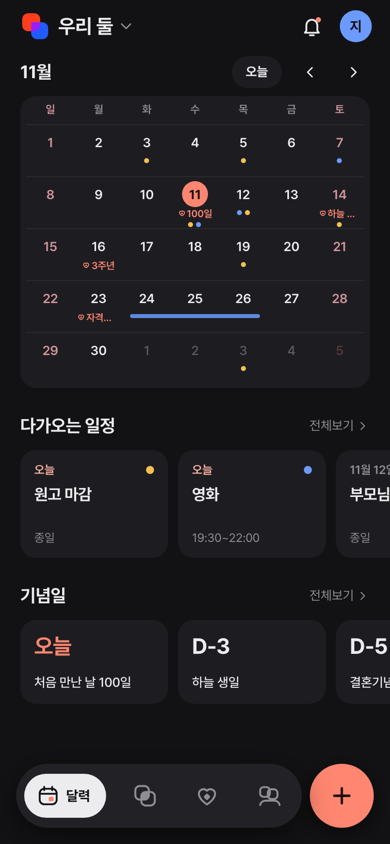 우리 둘
지
11월
오늘
일 월 화 수 목 금 토
1 2 3 4 5 6 7
8 9 10 11 12 13 14
100일 하늘 ...
15 16 17 18 19 20 21
3주년
22 23 24 25 26 27 28
자격...
29 30 1 2 3 4 5
다가오는 일정
전체보기
오늘
원고 마감
종일
오늘
영화
19:30~22:00
11월 12일
부모님
종일
기념일
전체보기
오늘
처음 만난 날 100일
D-3
하늘 생일
D-5
결혼기념
달력